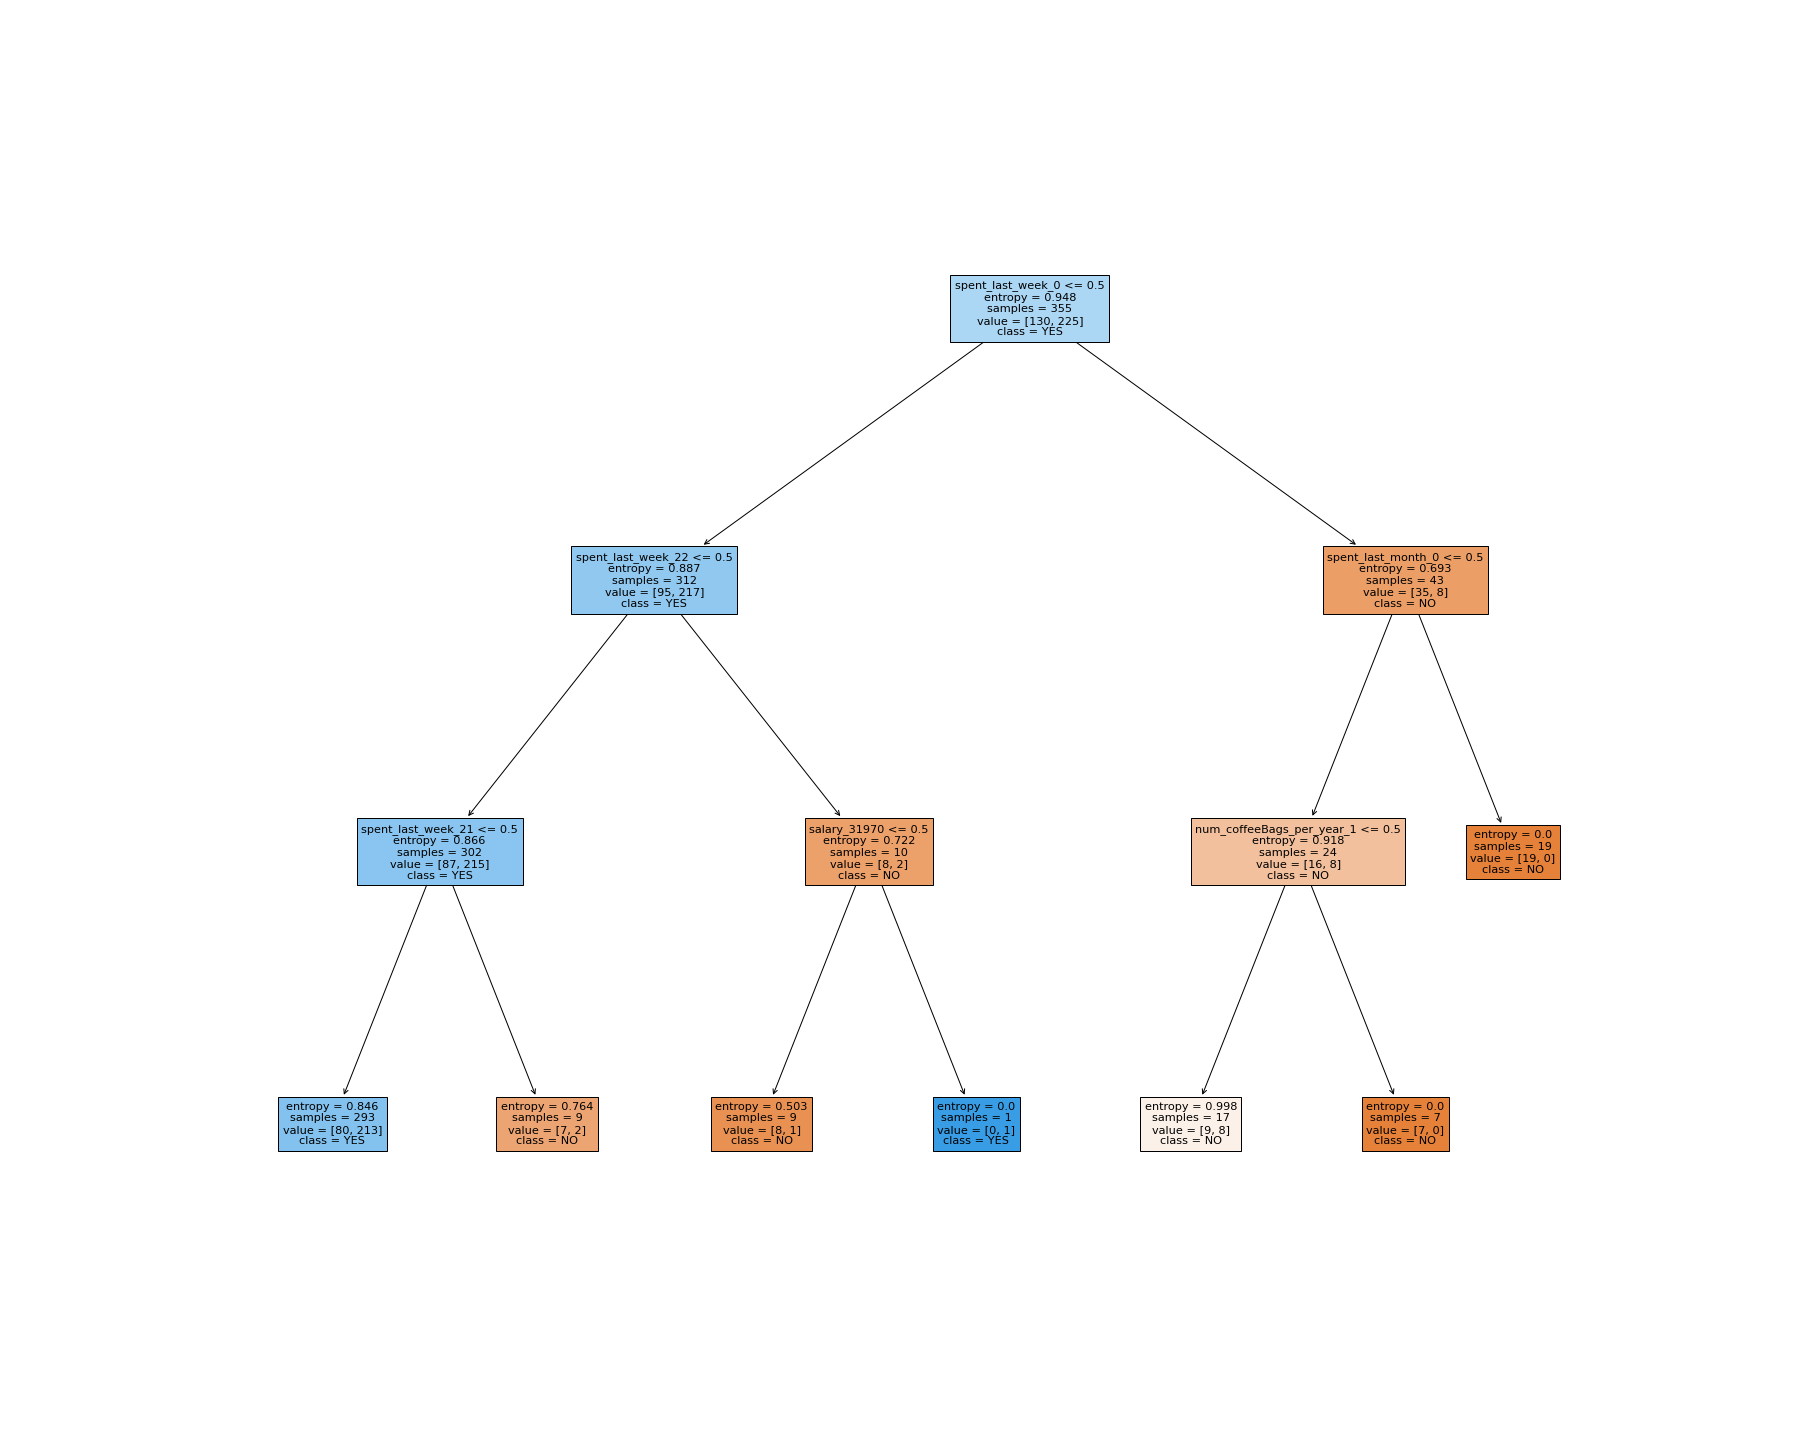 spent_last_week_0 <= 0.5
entropy = 0.948
samples = 355
value = [130, 225]
class = YES
spent_last_week_22 <= 0.5
entropy = 0.887
samples = 312
value = [95, 217]
class = YES
spent_last_month_0 <= 0.5
entropy = 0.693
samples = 43
value = [35, 8]
class = NO
spent_last_week_21 <= 0.5
entropy = 0.866
samples = 302
value = [87, 215]
class = YES
salary_31970 <= 0.5
entropy = 0.722
samples = 10
value = [8, 2]
class = NO
num_coffeeBags_per_year_1 <= 0.5
entropy = 0.918
samples = 24
value = [16, 8]
class = NO
entropy = 0.0
samples = 19
value = [19, 0]
class = NO
entropy = 0.846
samples = 293
value = [80, 213]
class = YES
entropy = 0.764
samples = 9
value = [7, 2]
class = NO
entropy = 0.503
samples = 9
value = [8, 1]
class = NO
entropy = 0.0
samples = 1
value = [0, 1]
class = YES
entropy = 0.998
samples = 17
value = [9, 8]
class = NO
entropy = 0.0
samples = 7
value = [7, 0]
class = NO